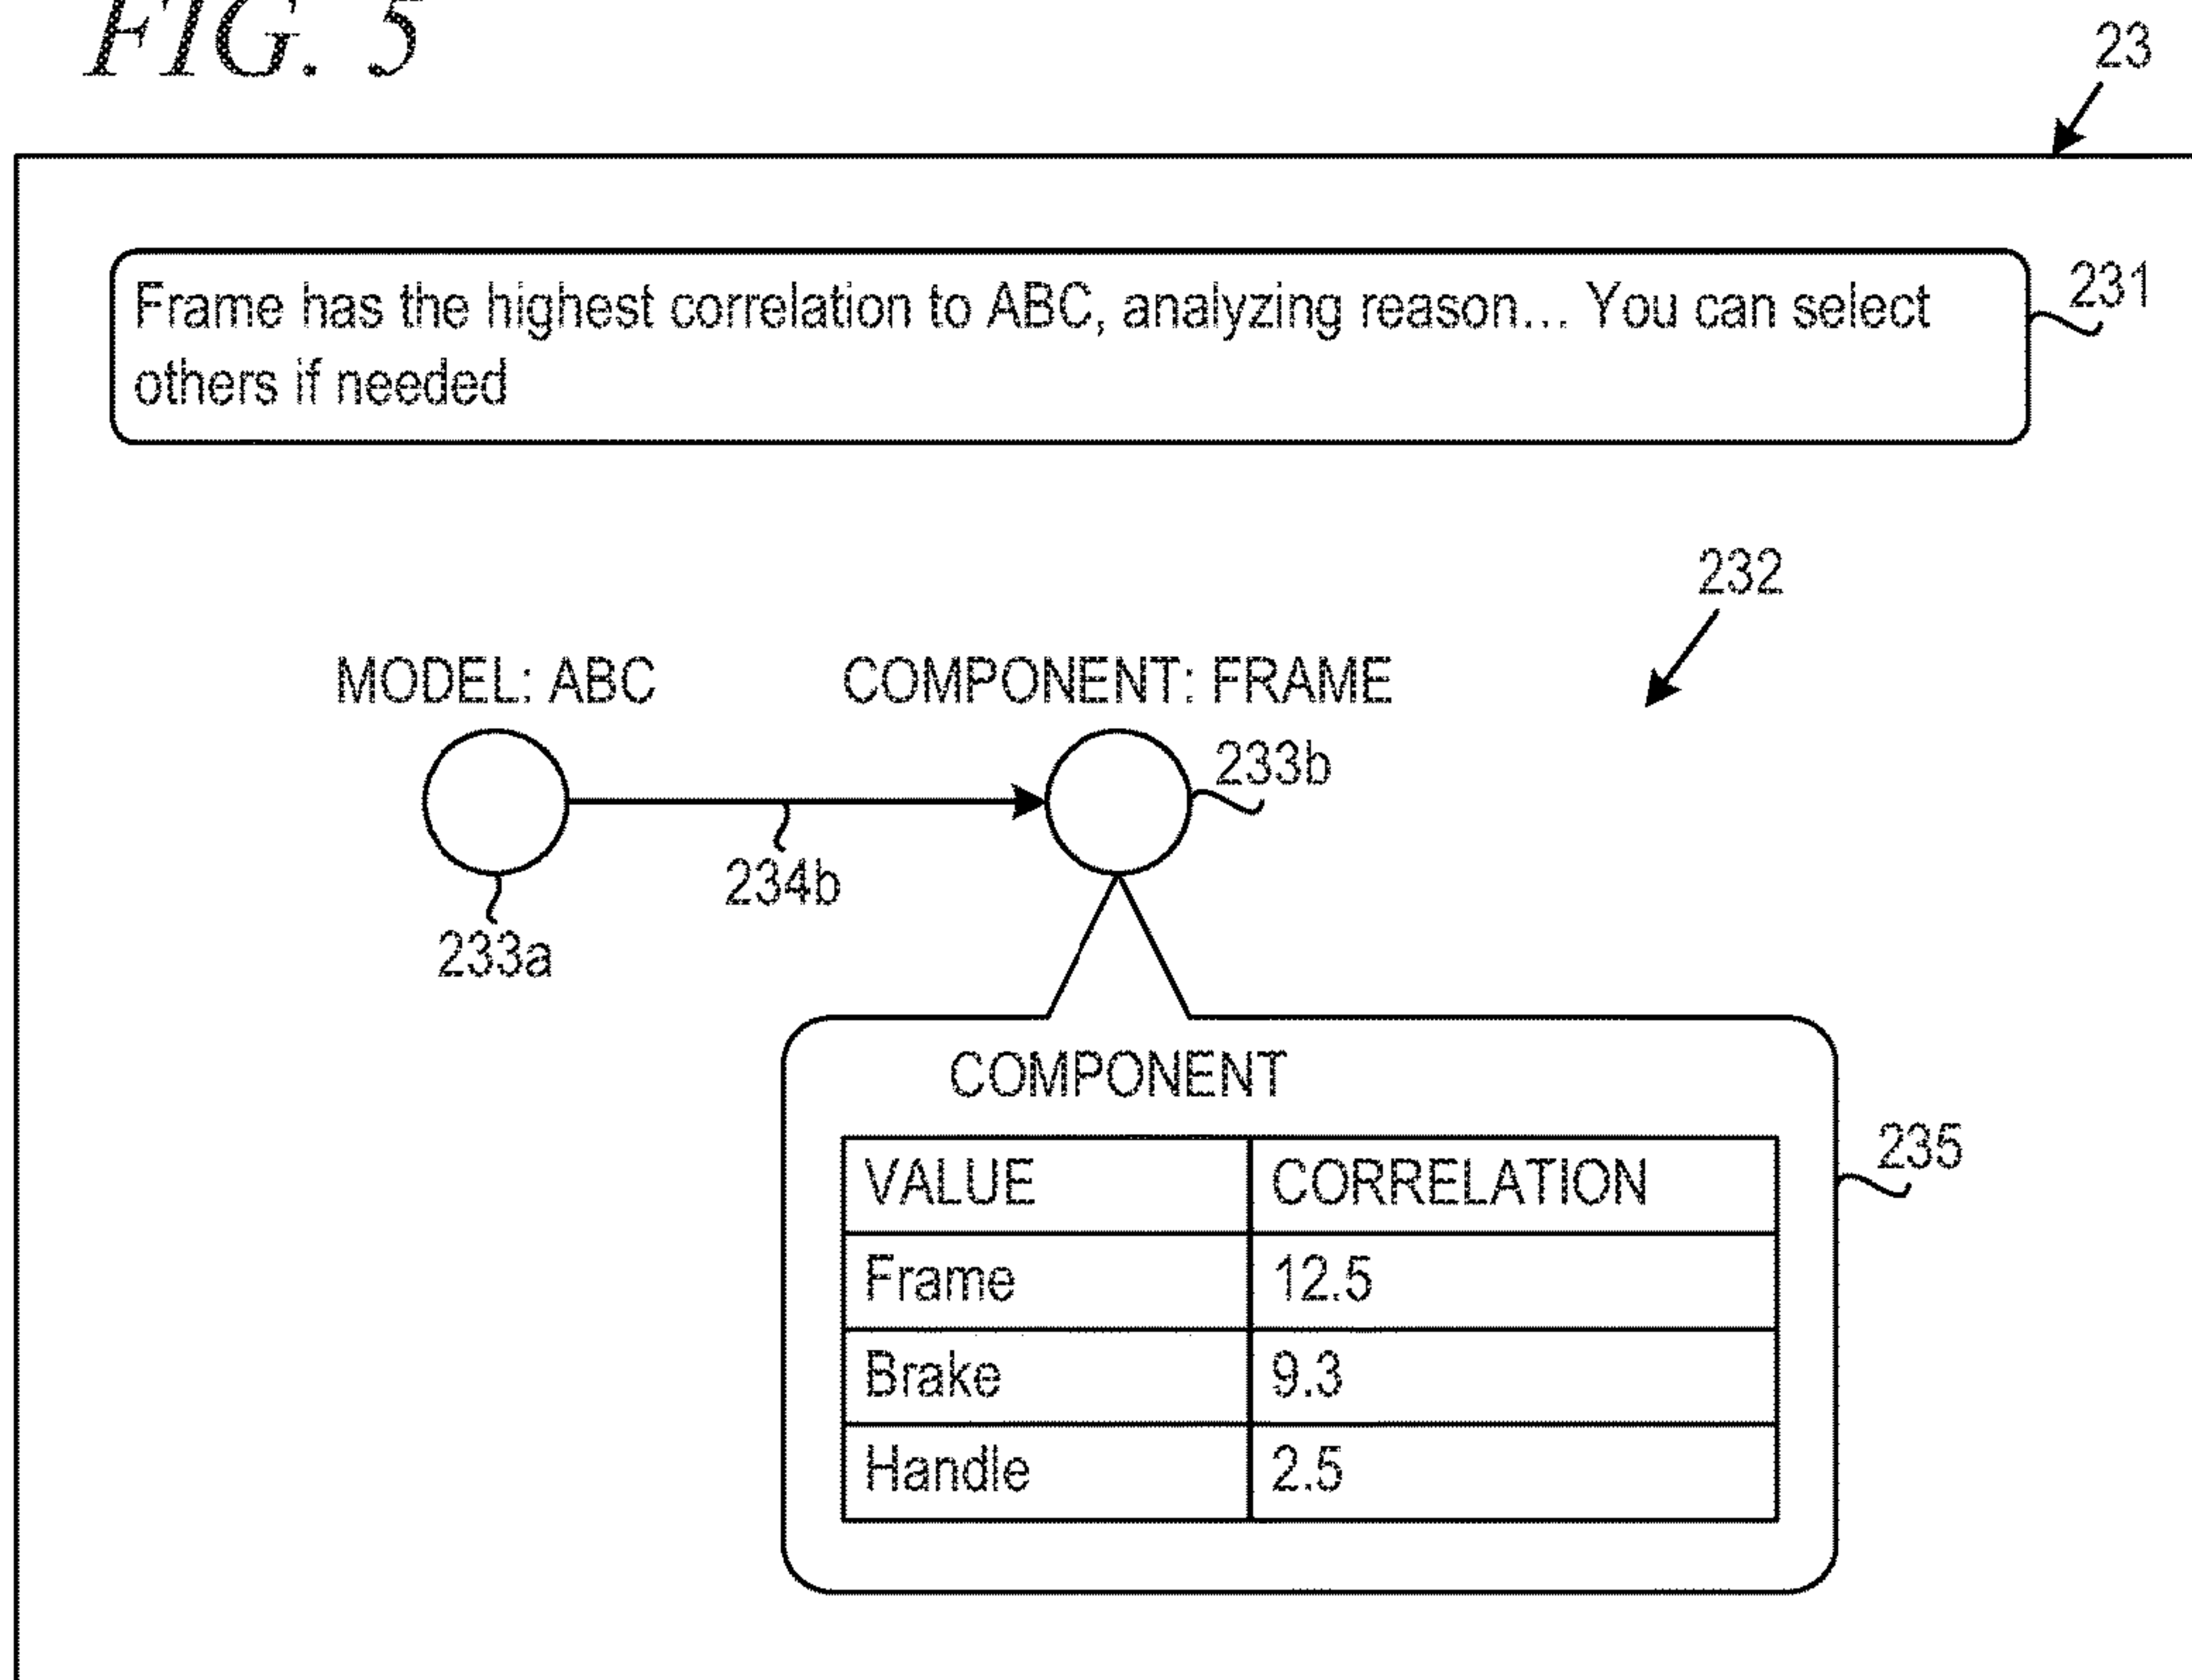 FIG. 5
23
Frame has the highest correlation to ABC, analyzing reason... You can select
others if needed
231
232
MODEL: ABC
COMPONENT: FRAME
233b
234b
233a
COMPONENT
235
VALUE CORRELATION
Frame 12.5
Brake 9.3
Handle 2.5